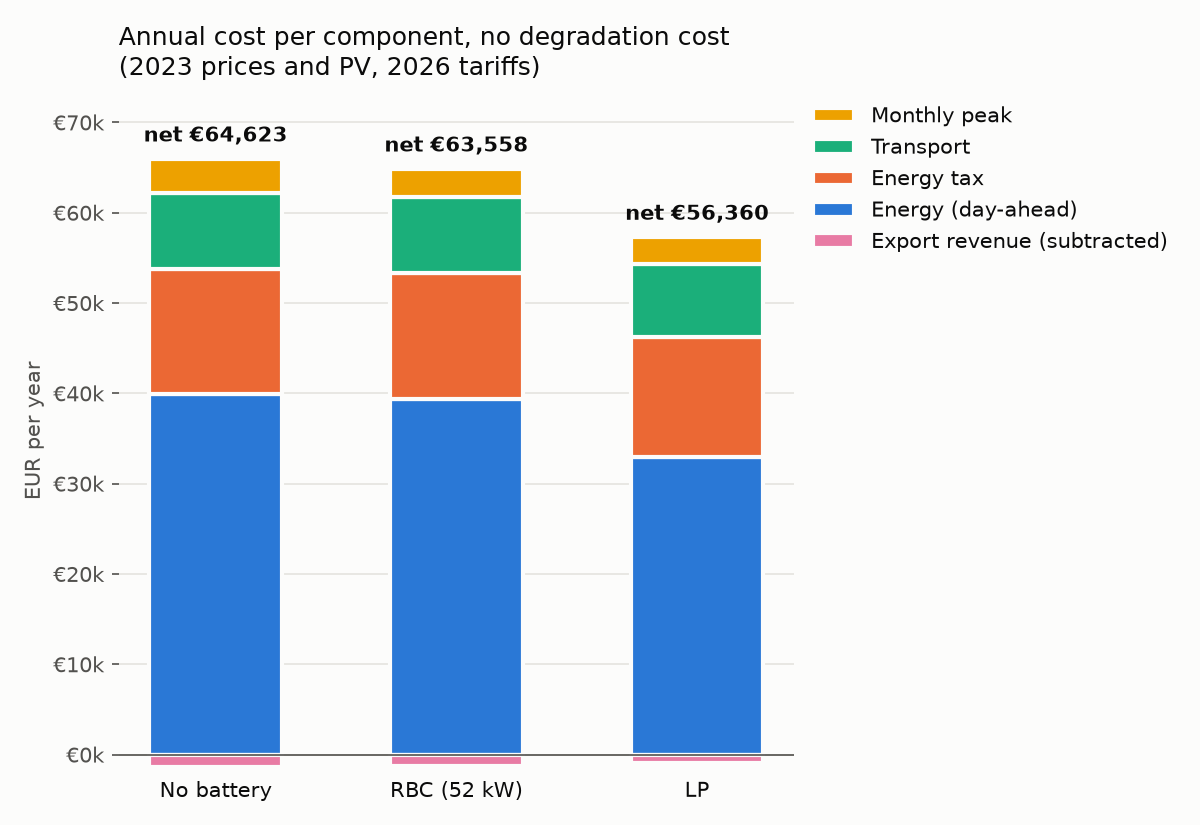 Annual cost per component, no degradation cost
(2023 prices and PV, 2026 tariffs)
Monthly peak
Transport
Energy tax
Energy (day-ahead)
Export revenue (subtracted)
EUR per year
€70k
€60k
€50k
€40k
€30k
€20k
€10k
€0k
net €64,623
net €63,558
net €56,360
No battery
RBC (52 kW)
LP